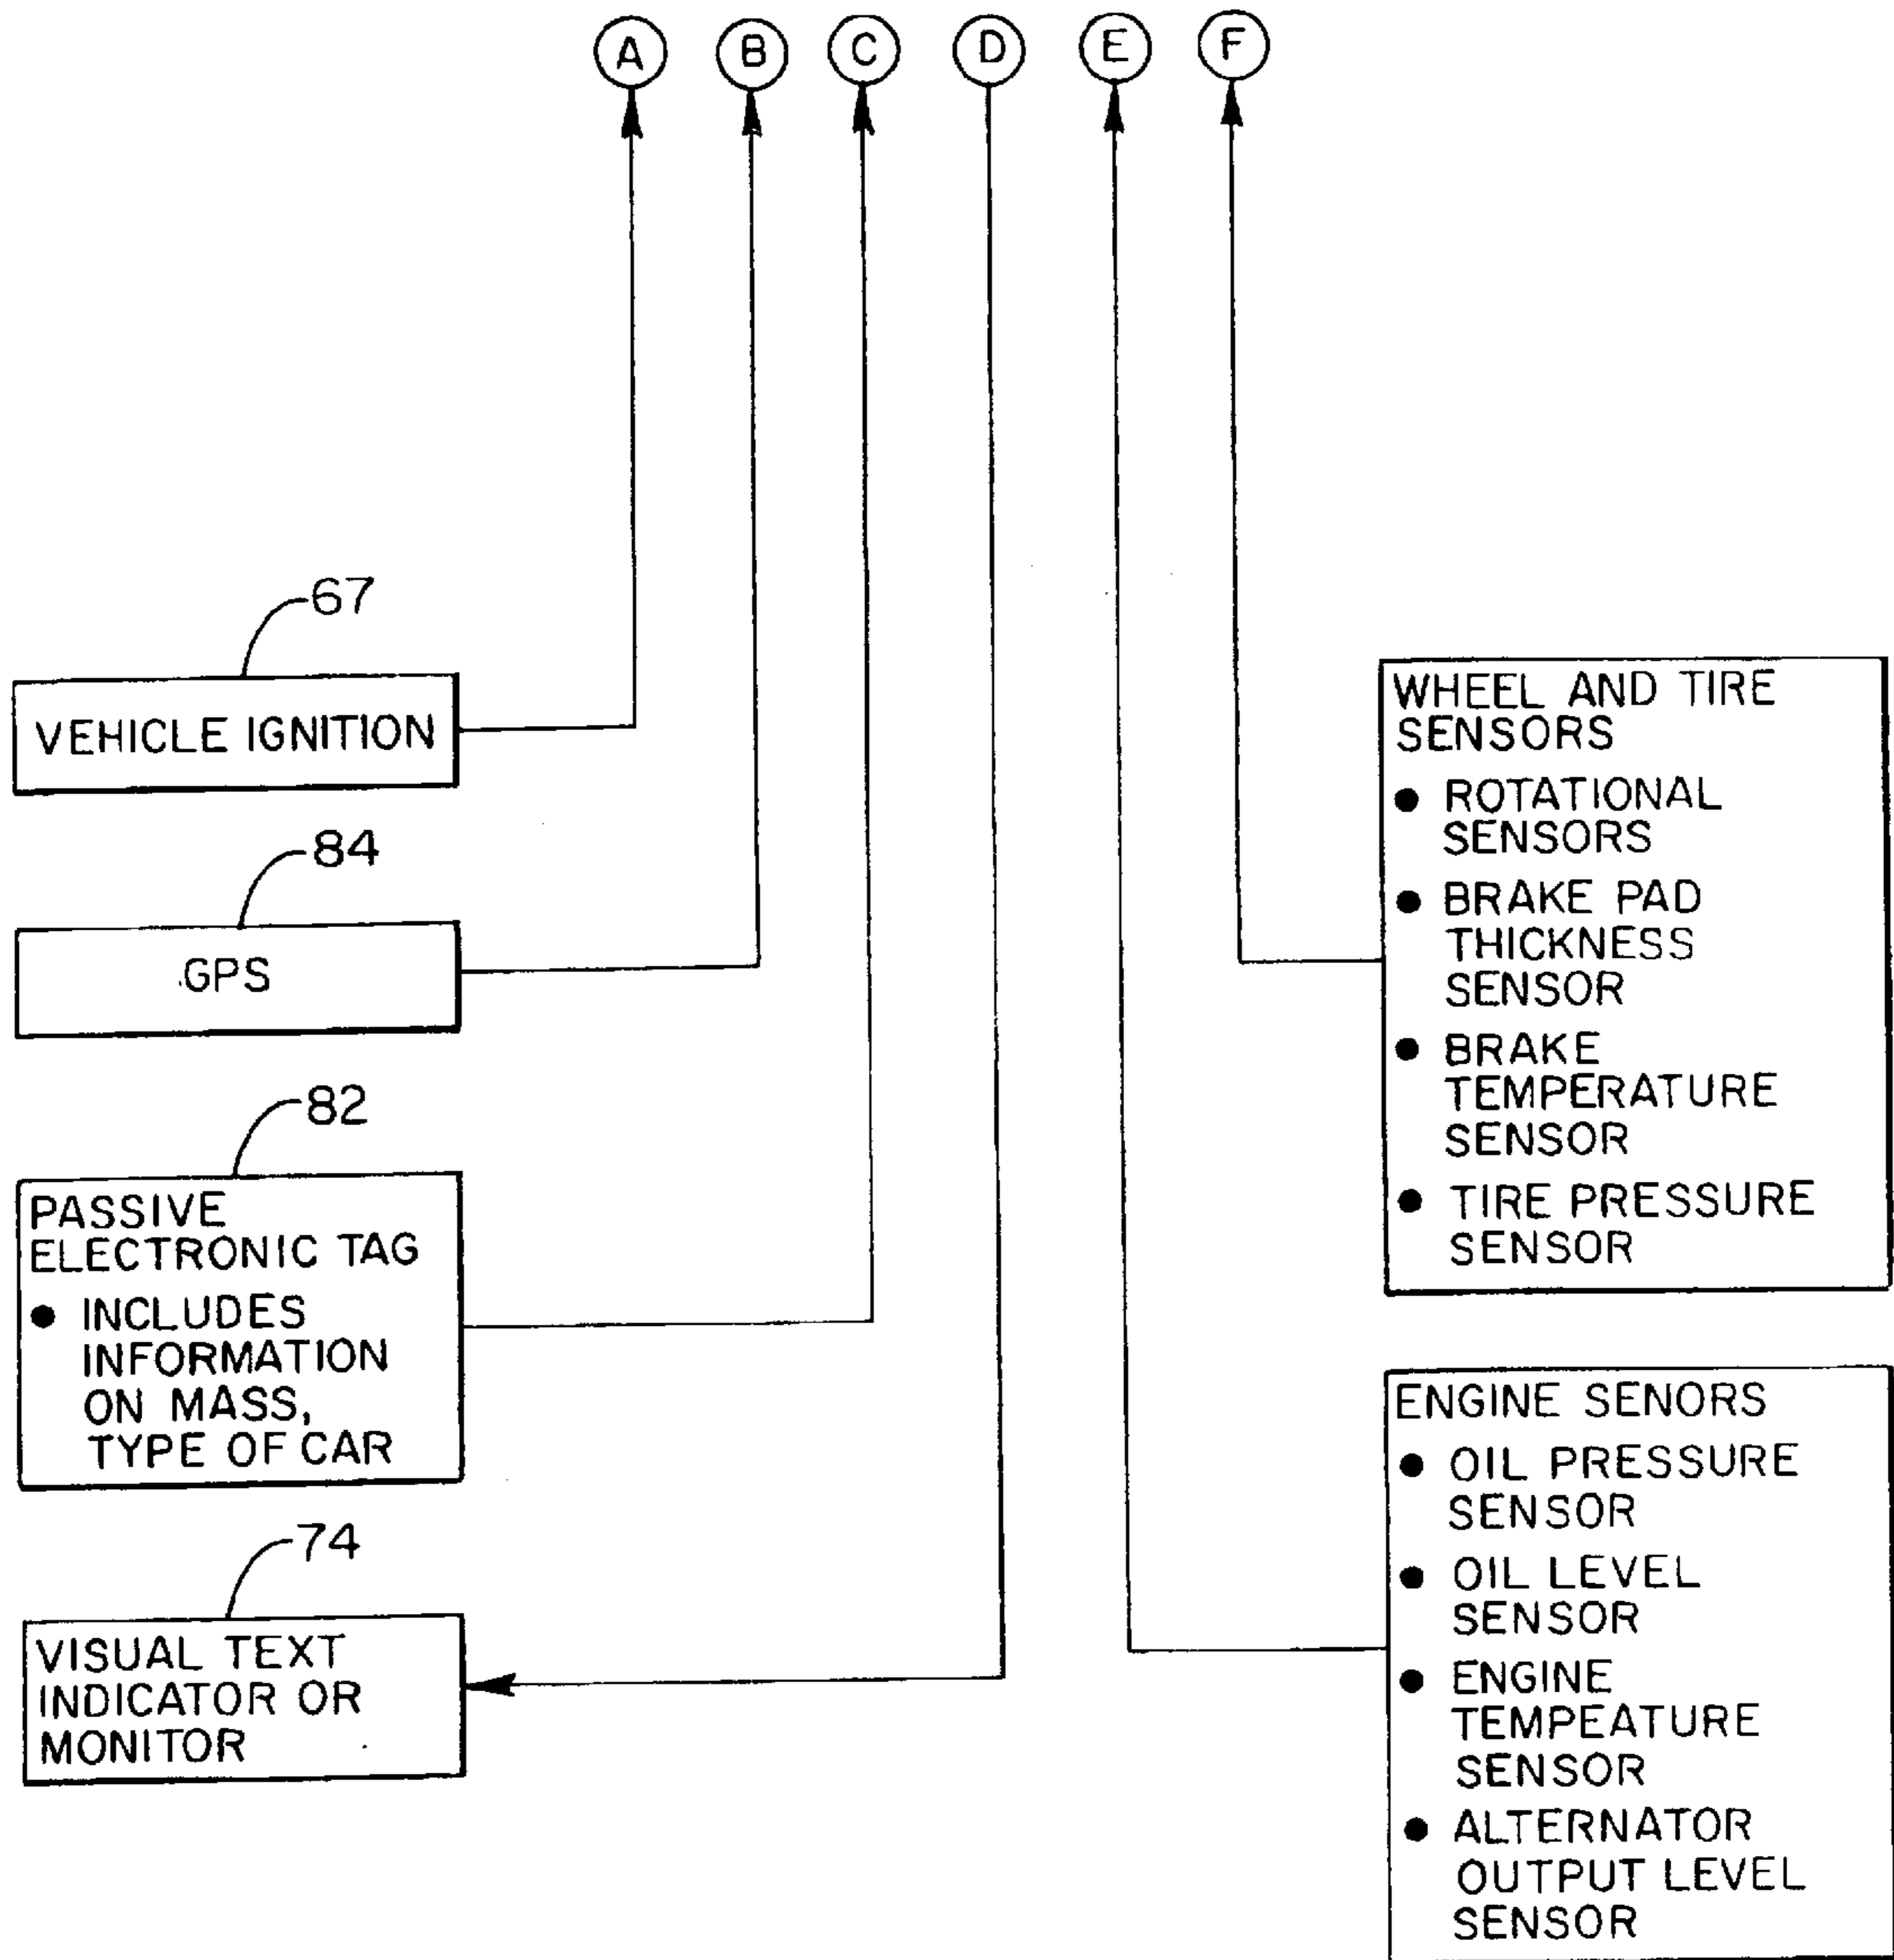 A B C D E F
67
VEHICLE IGNITION
84
GPS
82
PASSIVE
ELECTRONIC TAG
● INCLUDES
INFORMATION
ON MASS,
TYPE OF CAR
74
VISUAL TEXT
INDICATOR OR
MONITOR
WHEEL AND TIRE
SENSORS
● ROTATIONAL
SENSORS
● BRAKE PAD
THICKNESS
SENSOR
● BRAKE
TEMPERATURE
SENSOR
● TIRE PRESSURE
SENSOR
ENGINE SENORS
● OIL PRESSURE
SENSOR
● OIL LEVEL
SENSOR
● ENGINE
TEMPEATURE
SENSOR
● ALTERNATOR
OUTPUT LEVEL
SENSOR